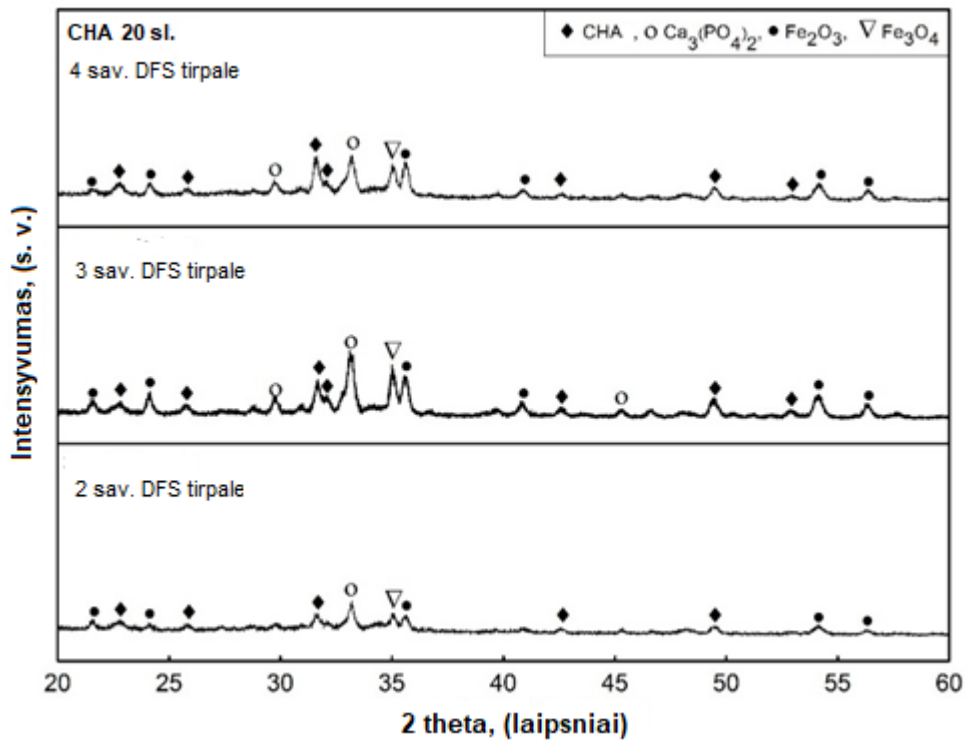 CHA 20 sl.
♦ CHA , o Ca3(PO4)2, ● Fe2O3, ∇ Fe3O4
4 sav. DFS tirpale
3 sav. DFS tirpale
2 sav. DFS tirpale
Intensyvumas, (s. v.)
20 25 30 35 40 45 50 55 60
2 theta, (laipsniai)